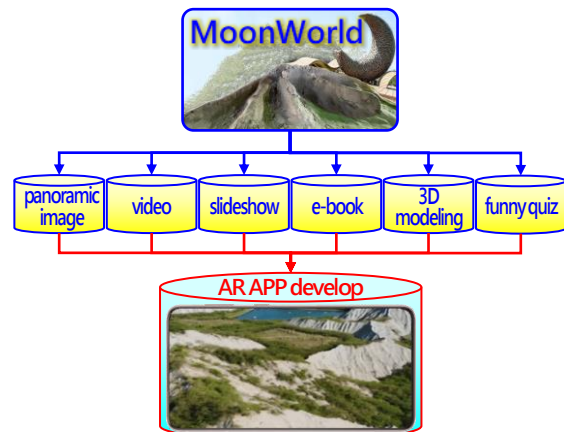 MoonWorld
panoramic
image
video
slideshow
e-book
3D
modeling
funny quiz
AR APP develop